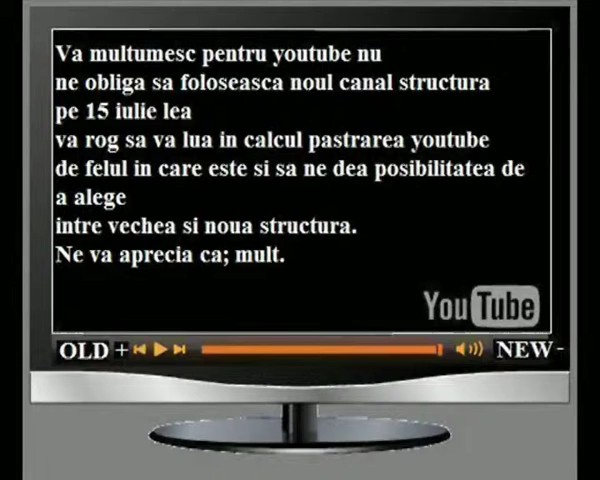 Va multumesc pentru youtube nu
ne obliga sa foloseasca noul canal structura
pe 15 iulie lea
va rog sa va lua in calcul pastrarea youtube
de felul in care este si sa ne dea posibilitatea de
a alege
intre vechea si noua structura.
Ne va aprecia ca; mult.
YouTube
OLD + NEW -